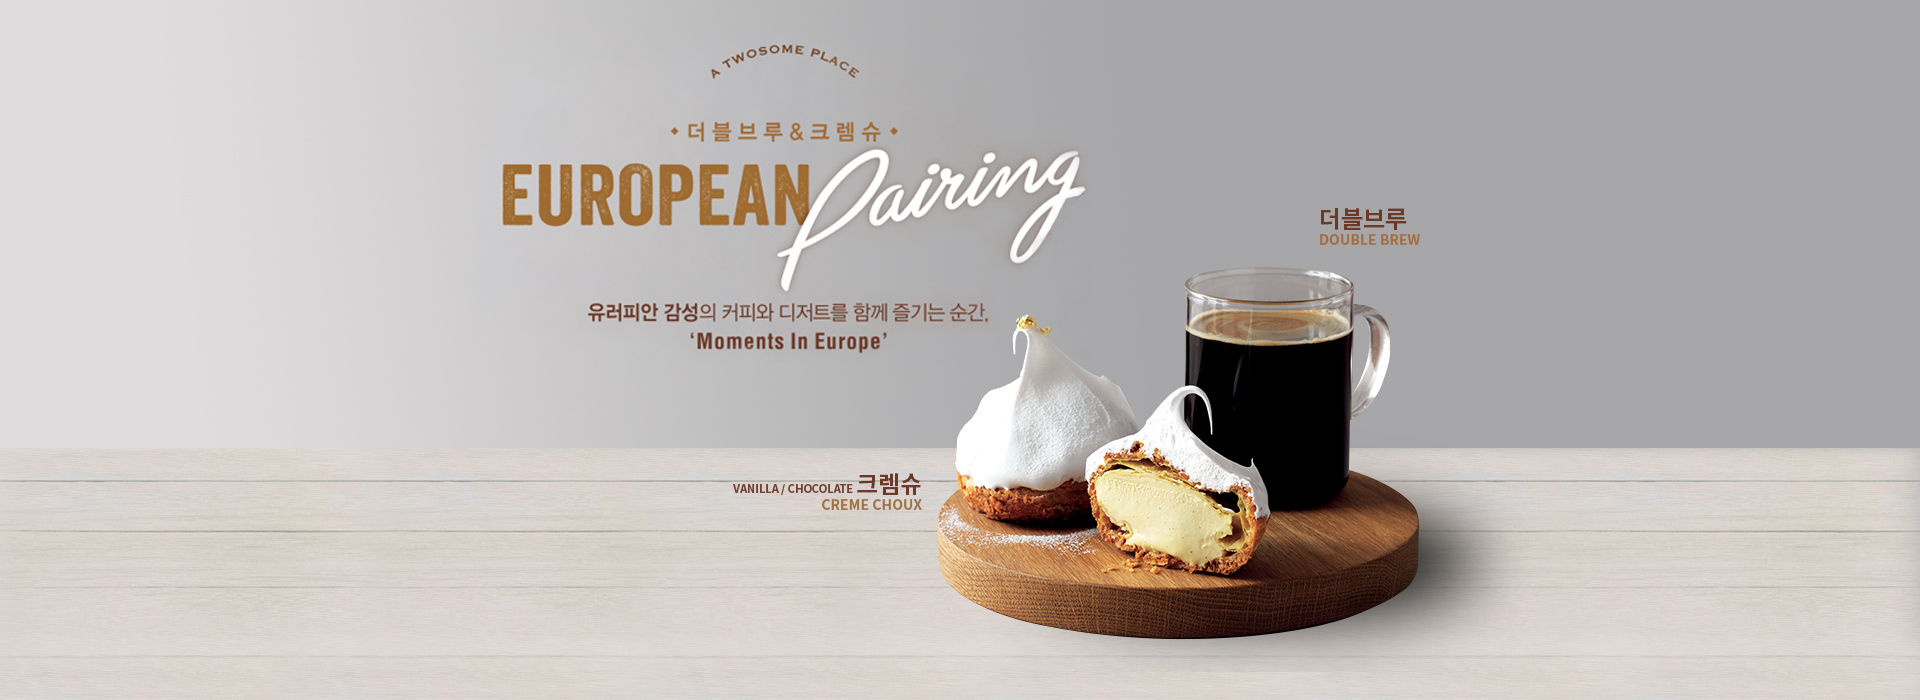 A TWOSOME PLACE
더블브루&크렘슈
EUROPEAN Pairing
유러피안 감성의 커피와 디저트를 함께 즐기는 순간,
‘Moments In Europe’
더블브루
DOUBLE BREW
VANILLA / CHOCOLATE 크렘슈
CREME CHOUX